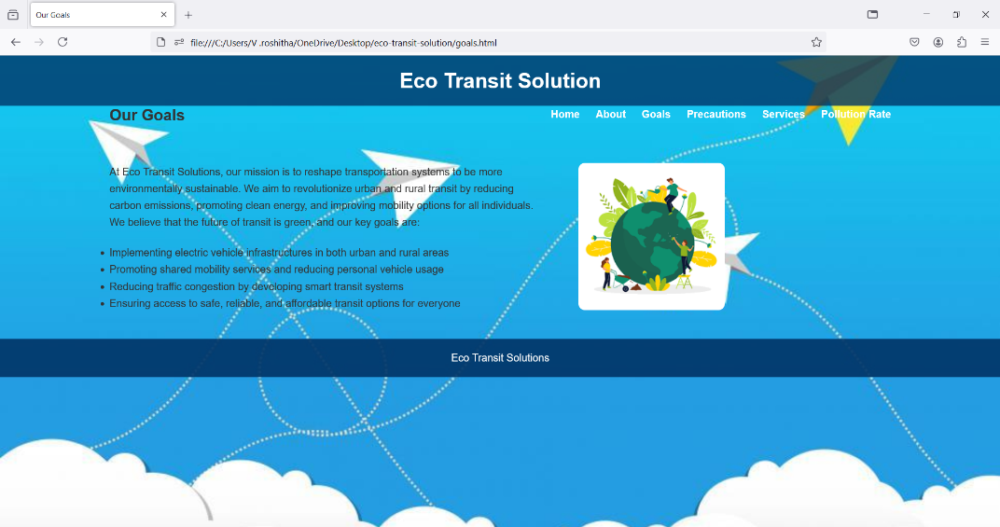 Our Goals
file:///C:/Users/V .roshitha/OneDrive/Desktop/eco-transit-solution/goals.html
Eco Transit Solution
Our Goals
Home About Goals Precautions Services Pollution Rate
At Eco Transit Solutions, our mission is to reshape transportation systems to be more
environmentally sustainable. We aim to revolutionize urban and rural transit by reducing
carbon emissions, promoting clean energy, and improving mobility options for all individuals.
We believe that the future of transit is green, and our key goals are:
• Implementing electric vehicle infrastructures in both urban and rural areas
• Promoting shared mobility services and reducing personal vehicle usage
• Reducing traffic congestion by developing smart transit systems
• Ensuring access to safe, reliable, and affordable transit options for everyone
Eco Transit Solutions